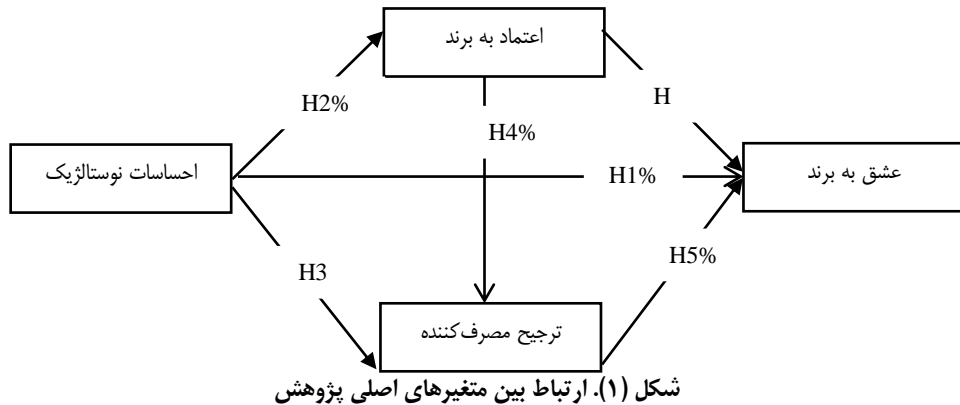 اعتماد به برند
H2%
H
H4%
احساسات نوستالژیک
H1%
عشق به برند
H3
H5%
ترجیح مصرف‌کننده
شکل (۱). ارتباط بین متغیرهای اصلی پژوهش